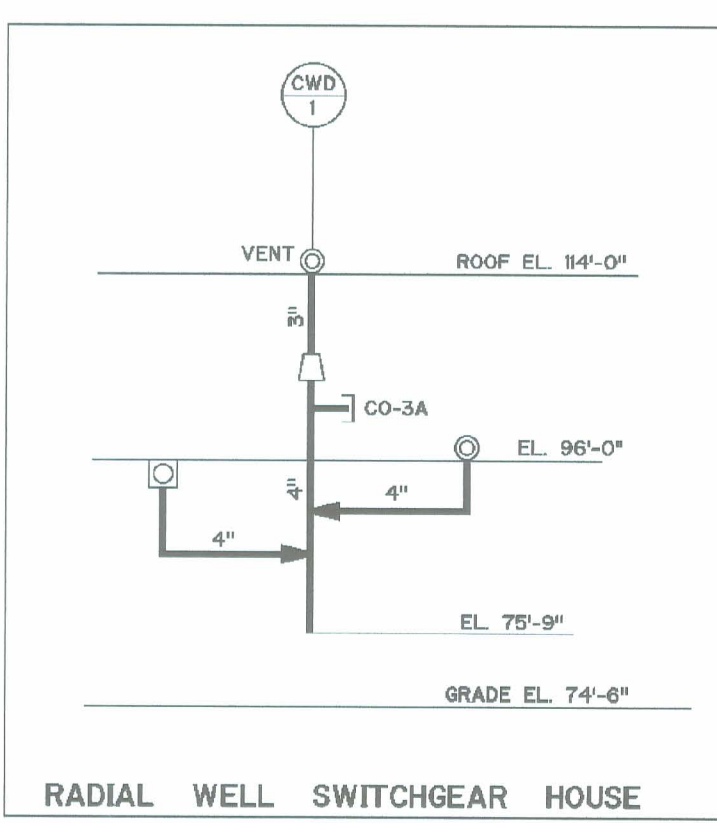 CWD
1
VENT
ROOF EL. 114'-0"
3"
CO-3A
EL. 96'-0"
4"
4"
4"
EL. 75'-9"
GRADE EL. 74'-6"
RADIAL WELL SWITCHGEAR HOUSE